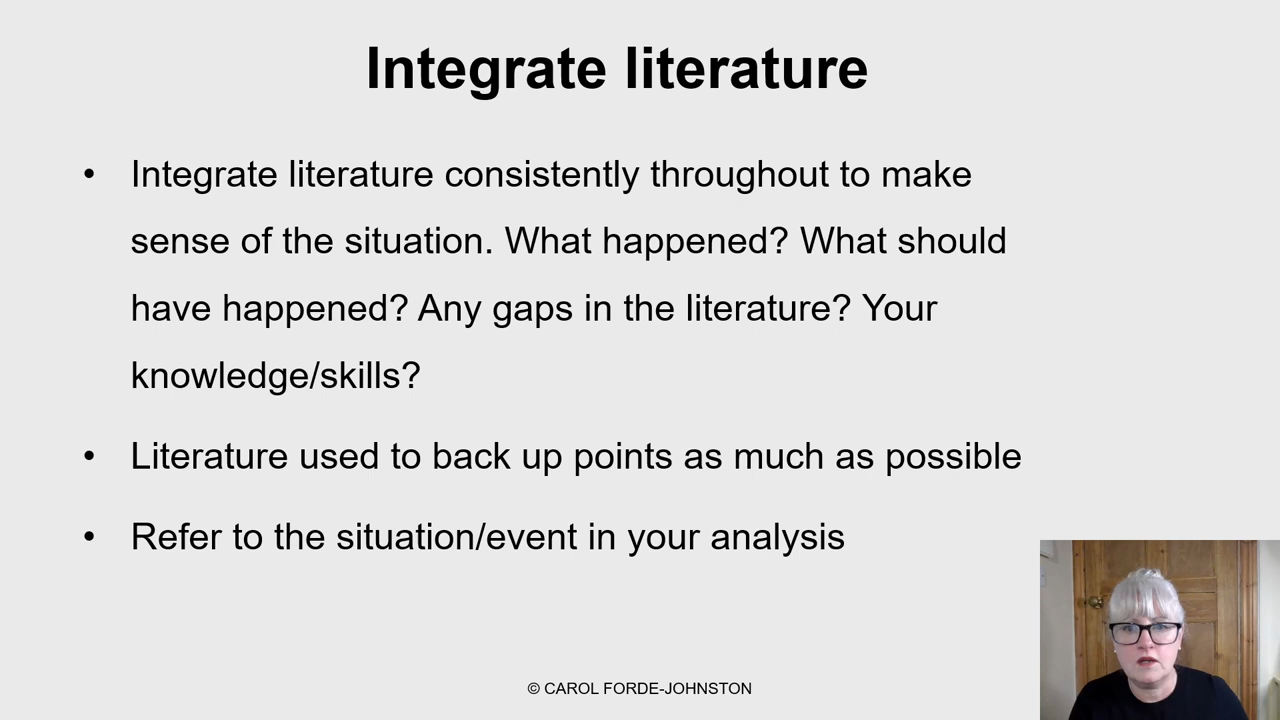 Integrate literature
• Integrate literature consistently throughout to make
sense of the situation. What happened? What should
have happened? Any gaps in the literature? Your
knowledge/skills?
• Literature used to back up points as much as possible
• Refer to the situation/event in your analysis
© CAROL FORDE-JOHNSTON